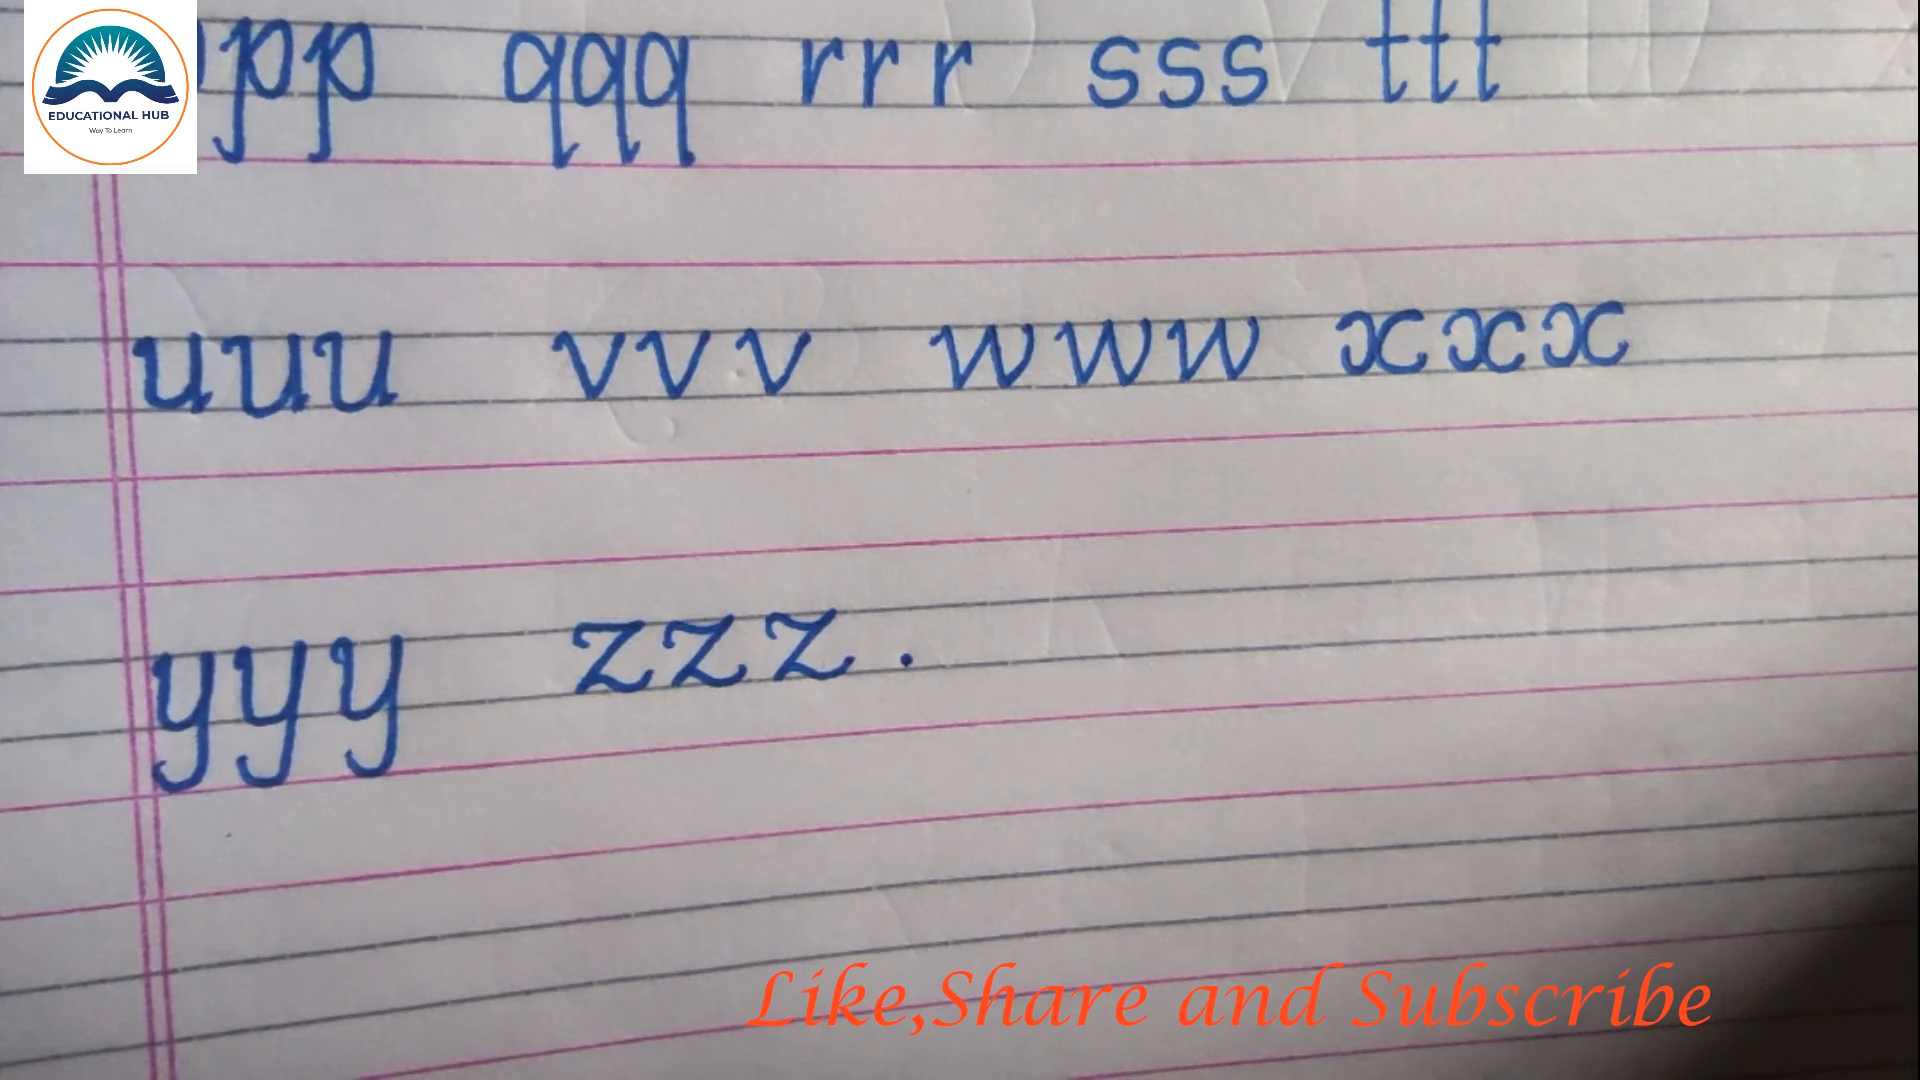 EDUCATIONAL HUB
Way To Learn
ppp qqq rrr sss ttt
uuu vvv www xxx
yyy zzz.
Like,Share and Subscribe